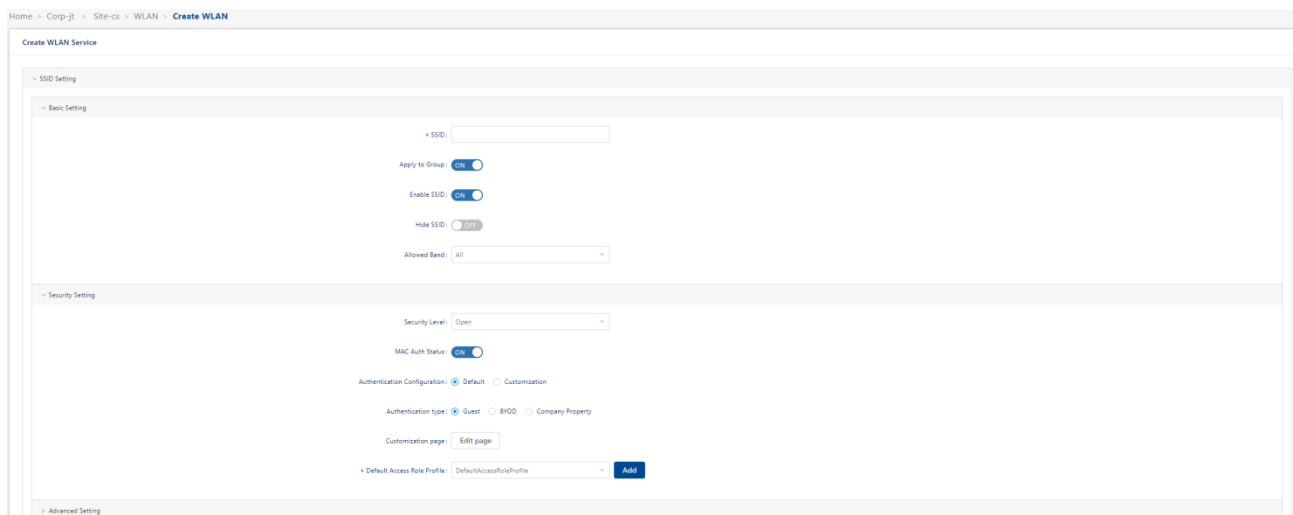 Home > Corp-jt > Site-cs > WLAN > Create WLAN
Create WLAN Service
SSID Setting
Basic Setting
* SSID:
Apply to Group: ON
Enable SSID: ON
Hide SSID: OFF
Allowed Band: All
Security Setting
Security Level: Open
MAC Auth Status: ON
Authentication Configuration: Default Customization
Authentication type: Guest BYOD Company Property
Customization page: Edit page
* Default Access Role Profile: DefaultAccessRoleProfile Add
Advanced Setting